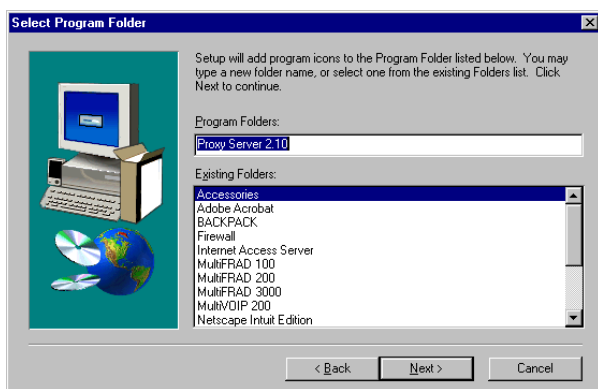 Select Program Folder
Setup will add program icons to the Program Folder listed below. You may
type a new folder name, or select one from the existing Folders list. Click
Next to continue.
Program Folders:
Proxy Server 2.10
Existing Folders:
Accessories
Adobe Acrobat
BACKPACK
Firewall
Internet Access Server
MultiFRAD 100
MultiFRAD 200
MultiFRAD 3000
MultiVOIP 200
Netscape Intuit Edition
< Back
Next >
Cancel